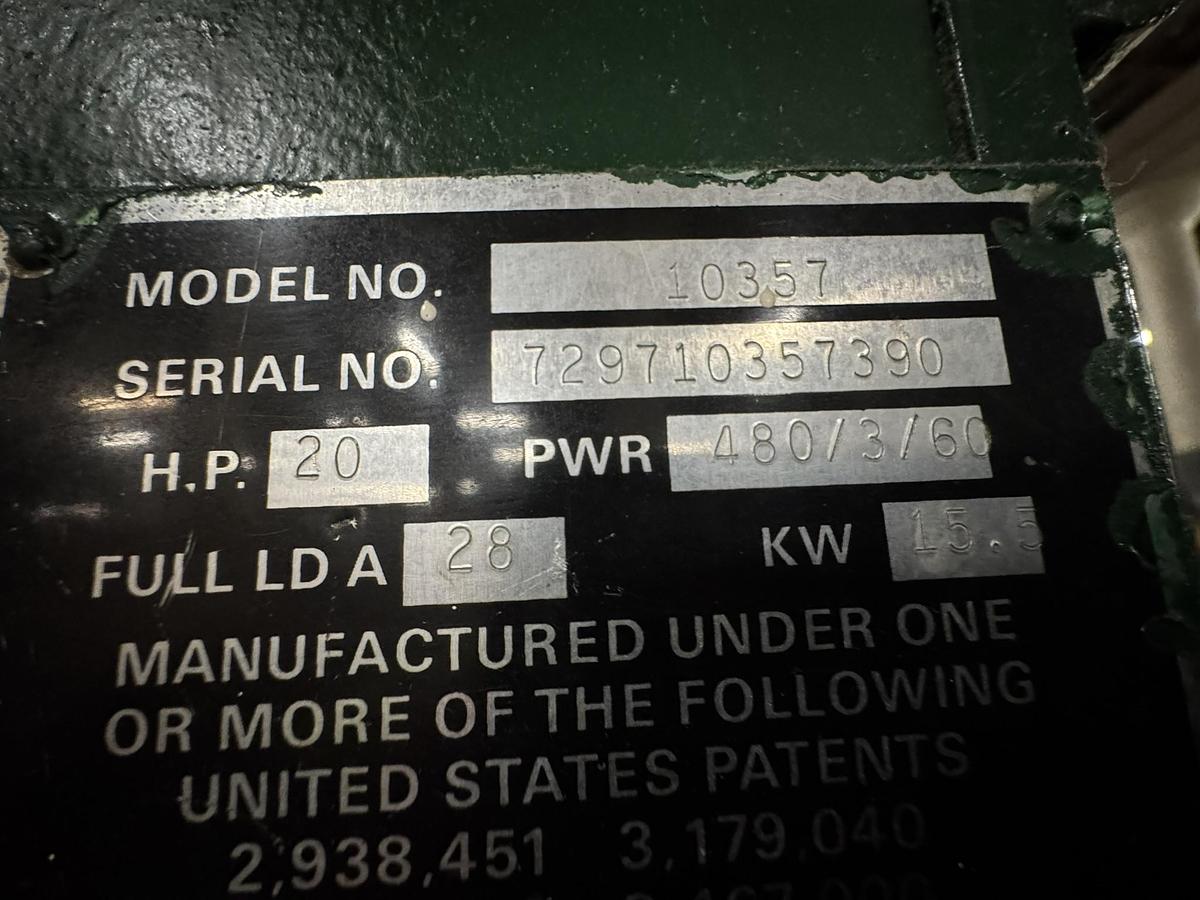 MODEL NO. 10357
SERIAL NO. 729710357390
H.P. 20 PWR 480/3/60
FULL LD A 28 KW 15.5
MANUFACTURED UNDER ONE
OR MORE OF THE FOLLOWING
UNITED STATES PATENTS
2,938,451 3,179,040